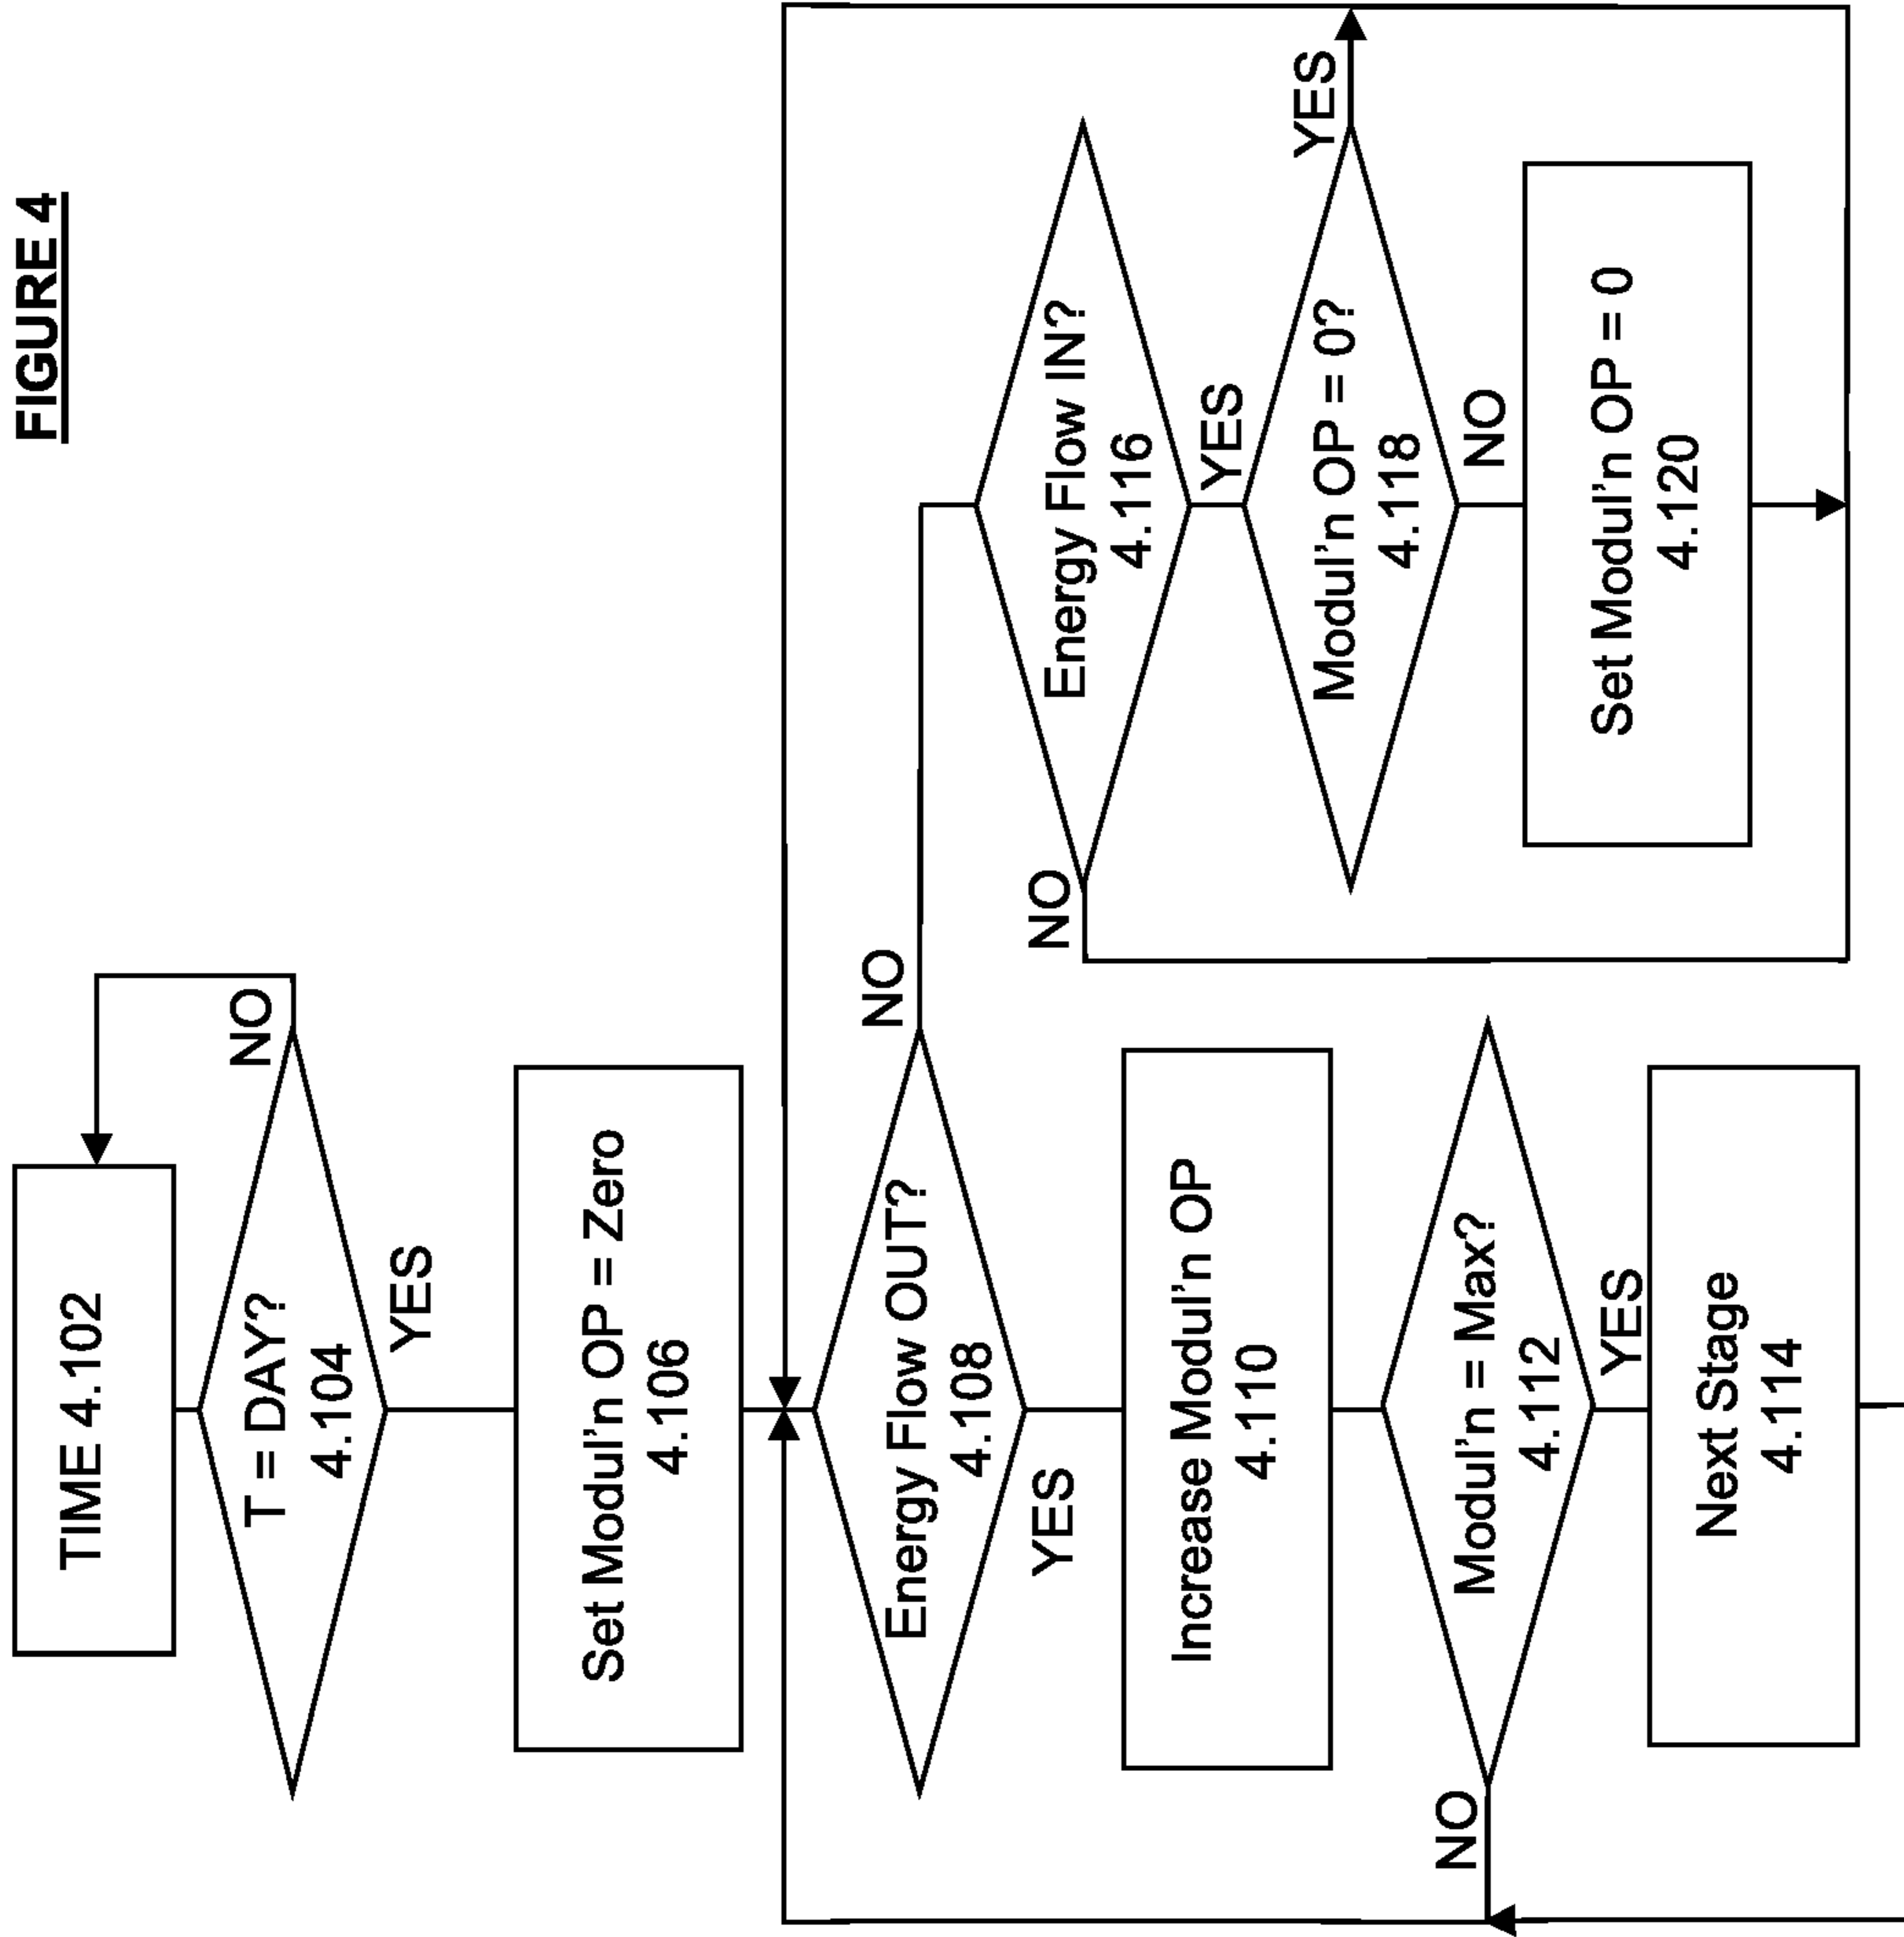 FIGURE 4
TIME 4.102
T = DAY?
4.104
NO
YES
Set Modul'n OP = Zero
4.106
Energy Flow OUT?
4.108
NO
YES
Increase Modul'n OP
4.110
Modul'n = Max?
4.112
NO
YES
Next Stage
4.114
Energy Flow IN?
4.116
NO
YES
Modul'n OP = 0?
4.118
YES
NO
Set Modul'n OP = 0
4.120